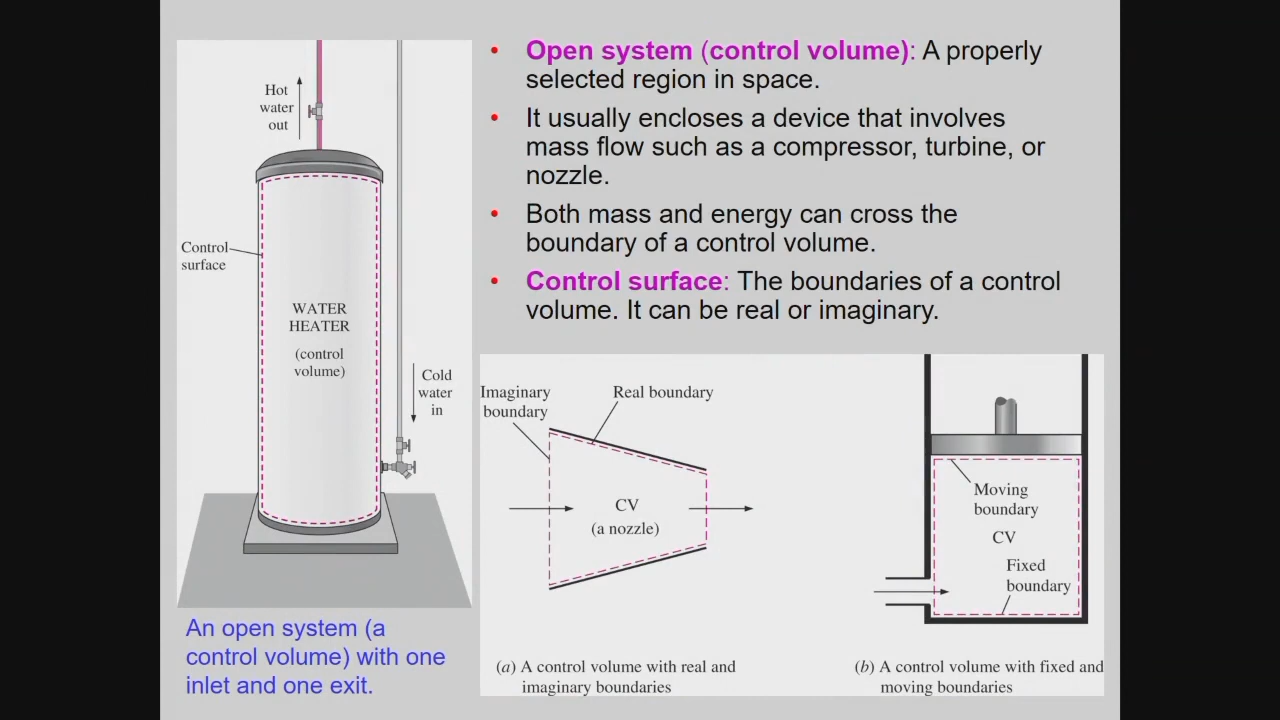 Hot
water
out
Control
surface
WATER
HEATER
(control
volume)
Cold
water
in
An open system (a
control volume) with one
inlet and one exit.
• Open system (control volume): A properly
selected region in space.
• It usually encloses a device that involves
mass flow such as a compressor, turbine, or
nozzle.
• Both mass and energy can cross the
boundary of a control volume.
• Control surface: The boundaries of a control
volume. It can be real or imaginary.
Imaginary
boundary
Real boundary
CV
(a nozzle)
(a) A control volume with real and
imaginary boundaries
Moving
boundary
CV
Fixed
boundary
(b) A control volume with fixed and
moving boundaries